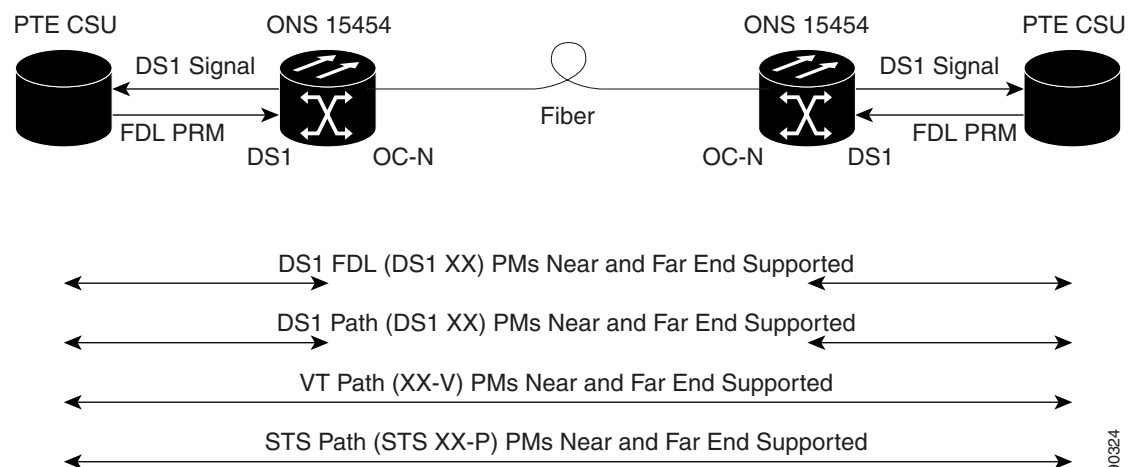 PTE CSU
ONS 15454
ONS 15454
PTE CSU
DS1 Signal
FDL PRM
DS1
OC-N
Fiber
OC-N
DS1
DS1 Signal
FDL PRM
DS1 FDL (DS1 XX) PMs Near and Far End Supported
DS1 Path (DS1 XX) PMs Near and Far End Supported
VT Path (XX-V) PMs Near and Far End Supported
STS Path (STS XX-P) PMs Near and Far End Supported